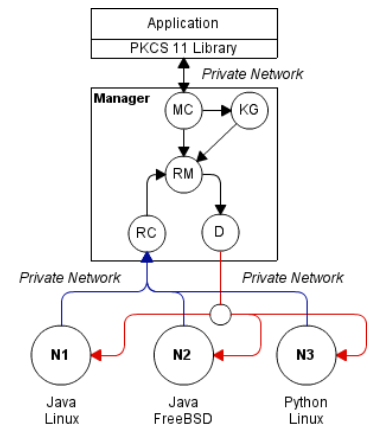 Application
PKCS 11 Library
Private Network
Manager
MC
KG
RM
RC
D
Private Network
Private Network
N1
N2
N3
Java
Linux
Java
FreeBSD
Python
Linux